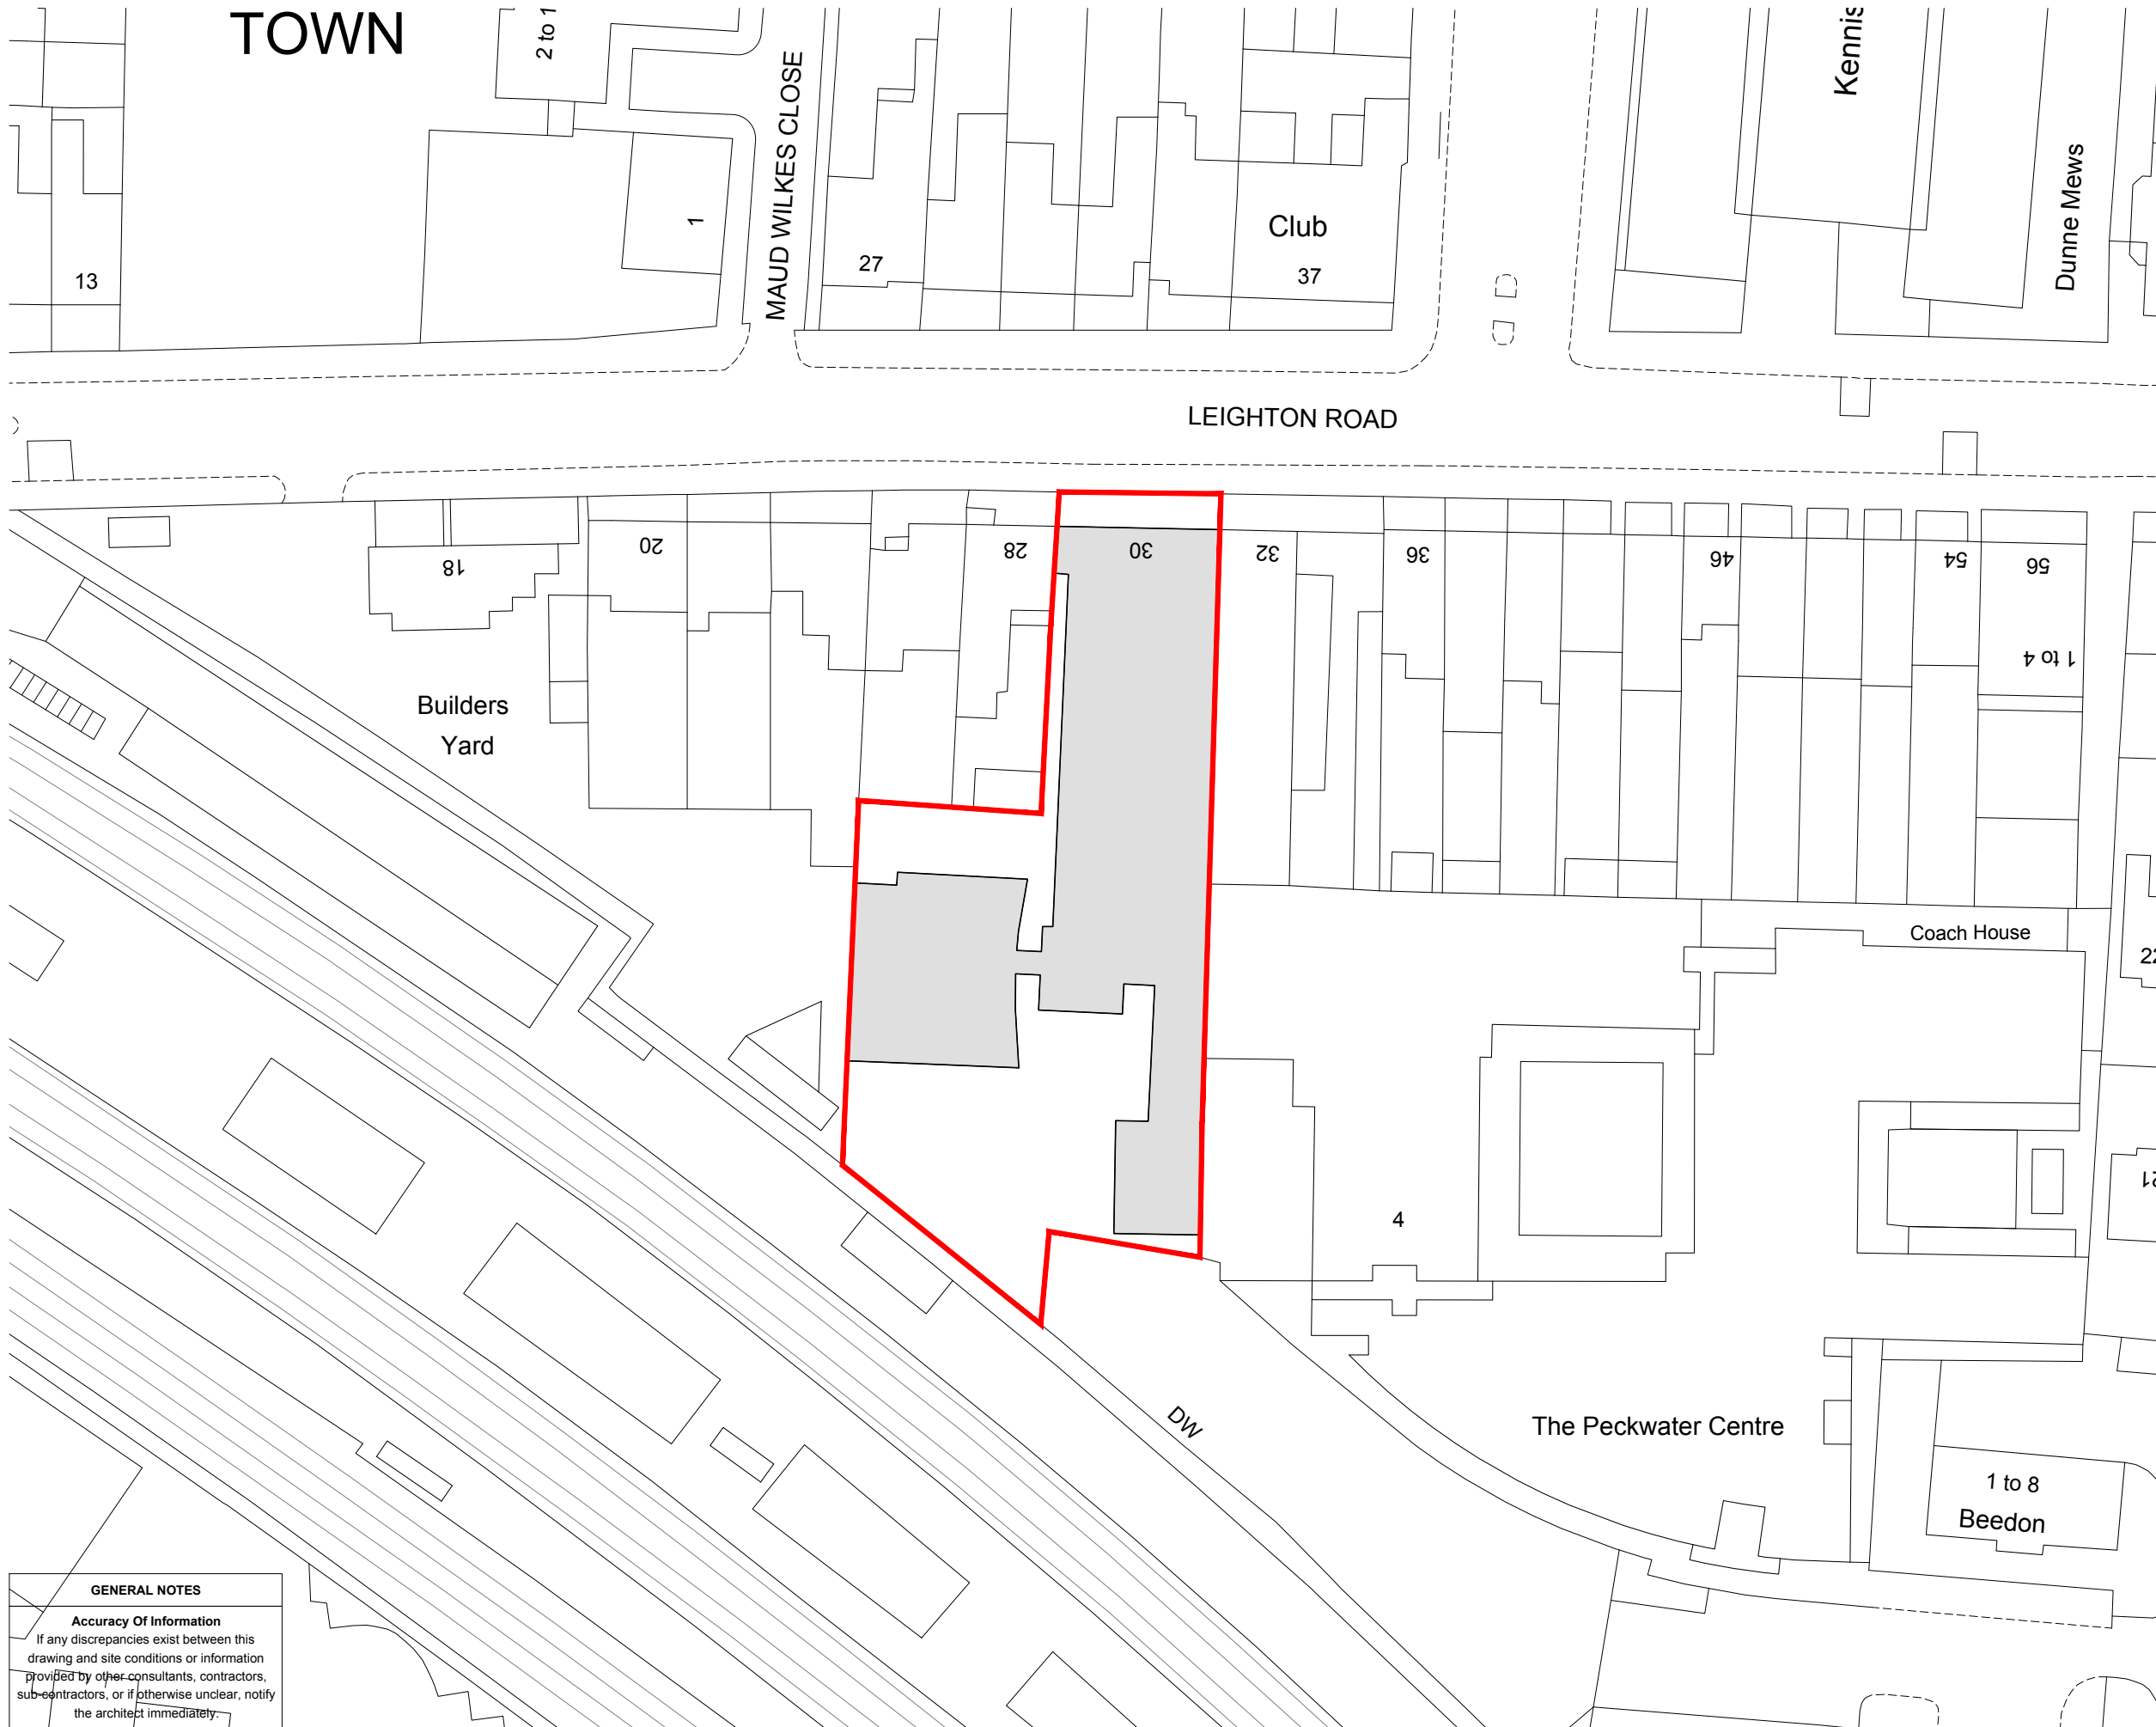 TOWN
2 to 1
MAUD WILKES CLOSE
Kennis
Dunne Mews
1
13
27
Club
37
LEIGHTON ROAD
18
20
28
30
32
36
46
54
56
1 to 4
Builders
Yard
Coach House
22
21
4
DW
The Peckwater Centre
1 to 8
Beedon
GENERAL NOTES
Accuracy Of Information
If any discrepancies exist between this
drawing and site conditions or information
provided by other consultants, contractors,
sub-contractors, or if otherwise unclear, notify
the architect immediately.